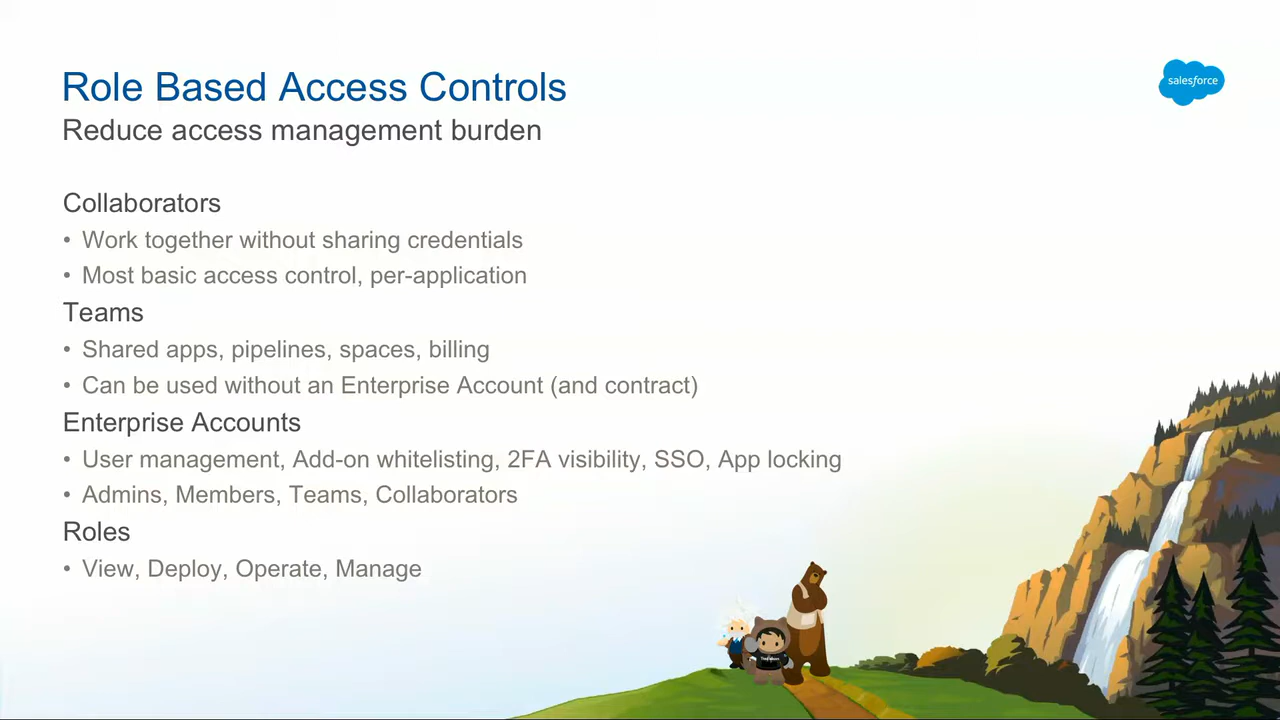 Role Based Access Controls
salesforce
Reduce access management burden
Collaborators
• Work together without sharing credentials
• Most basic access control, per-application
Teams
• Shared apps, pipelines, spaces, billing
• Can be used without an Enterprise Account (and contract)
Enterprise Accounts
• User management, Add-on whitelisting, 2FA visibility, SSO, App locking
• Admins, Members, Teams, Collaborators
Roles
• View, Deploy, Operate, Manage